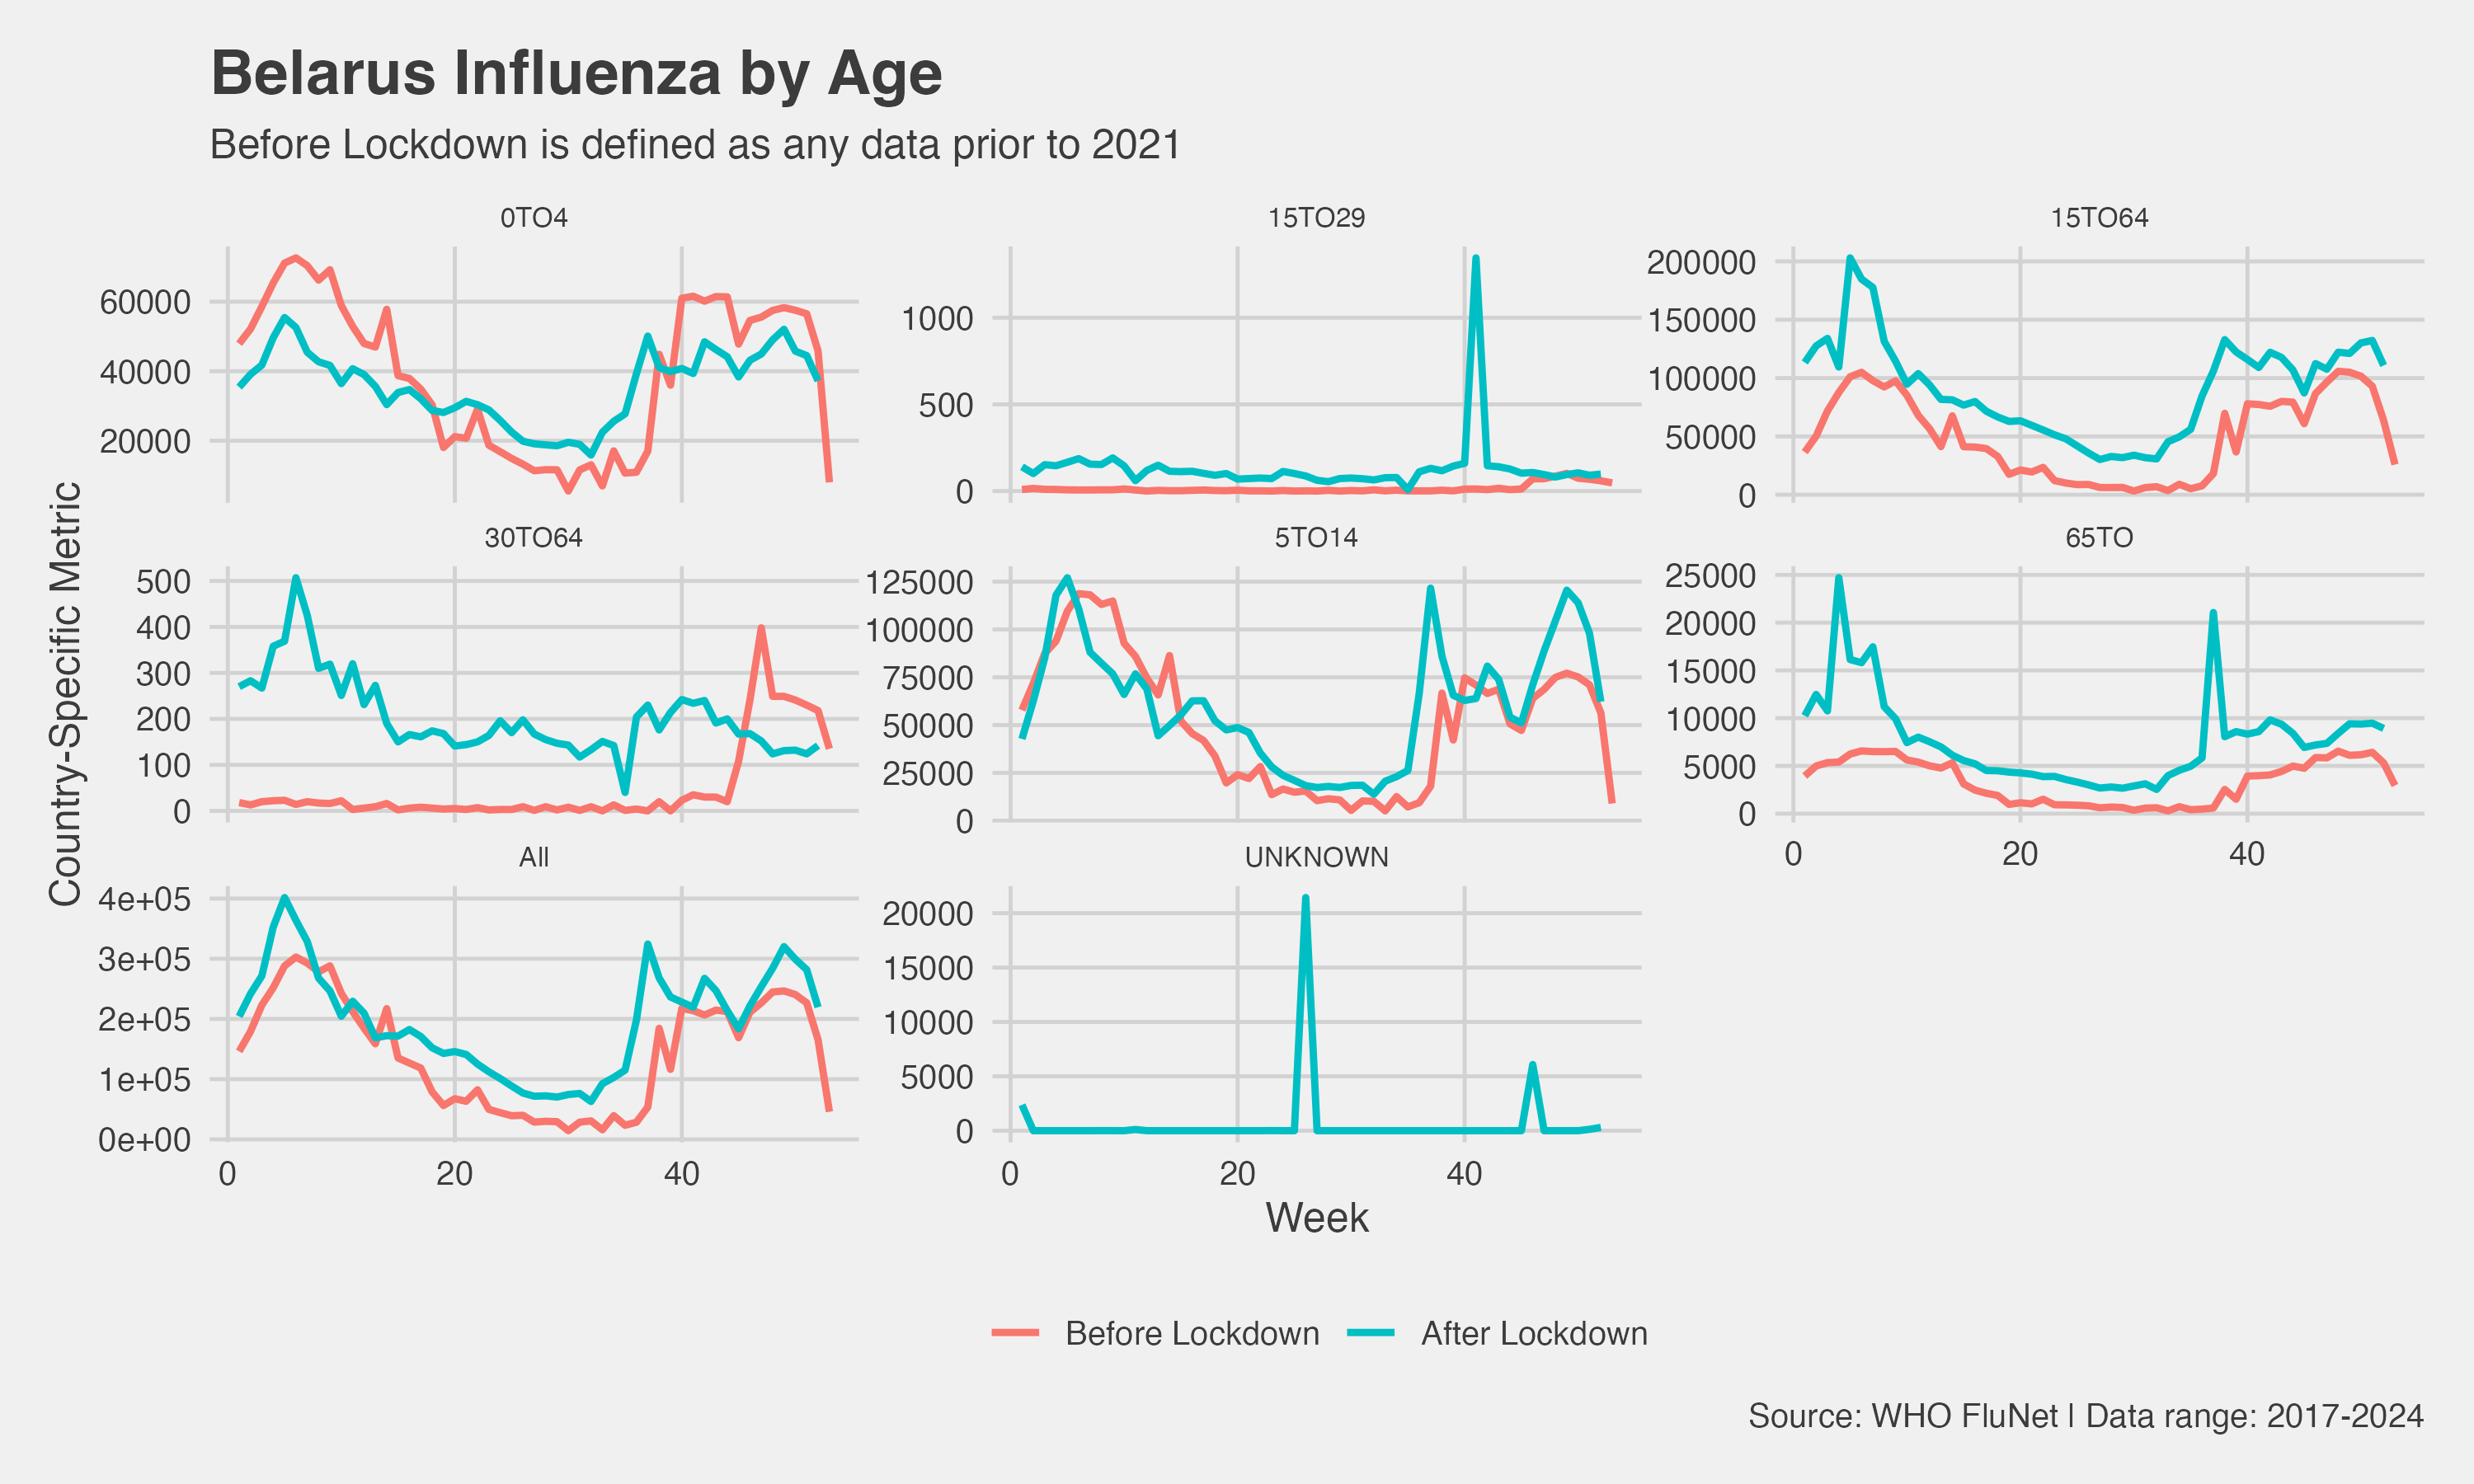 Belarus Influenza by Age
Before Lockdown is defined as any data prior to 2021
Country-Specific Metric
0TO4
60000
40000
20000
15TO29
1000
500
0
15TO64
200000
150000
100000
50000
0
30TO64
500
400
300
200
100
0
5TO14
125000
100000
75000
50000
25000
0
65TO
25000
20000
15000
10000
5000
0
0 20 40
All
4e+05
3e+05
2e+05
1e+05
0e+00
0 20 40
UNKNOWN
20000
15000
10000
5000
0
0 20 40
Week
Before Lockdown After Lockdown
Source: WHO FluNet | Data range: 2017-2024